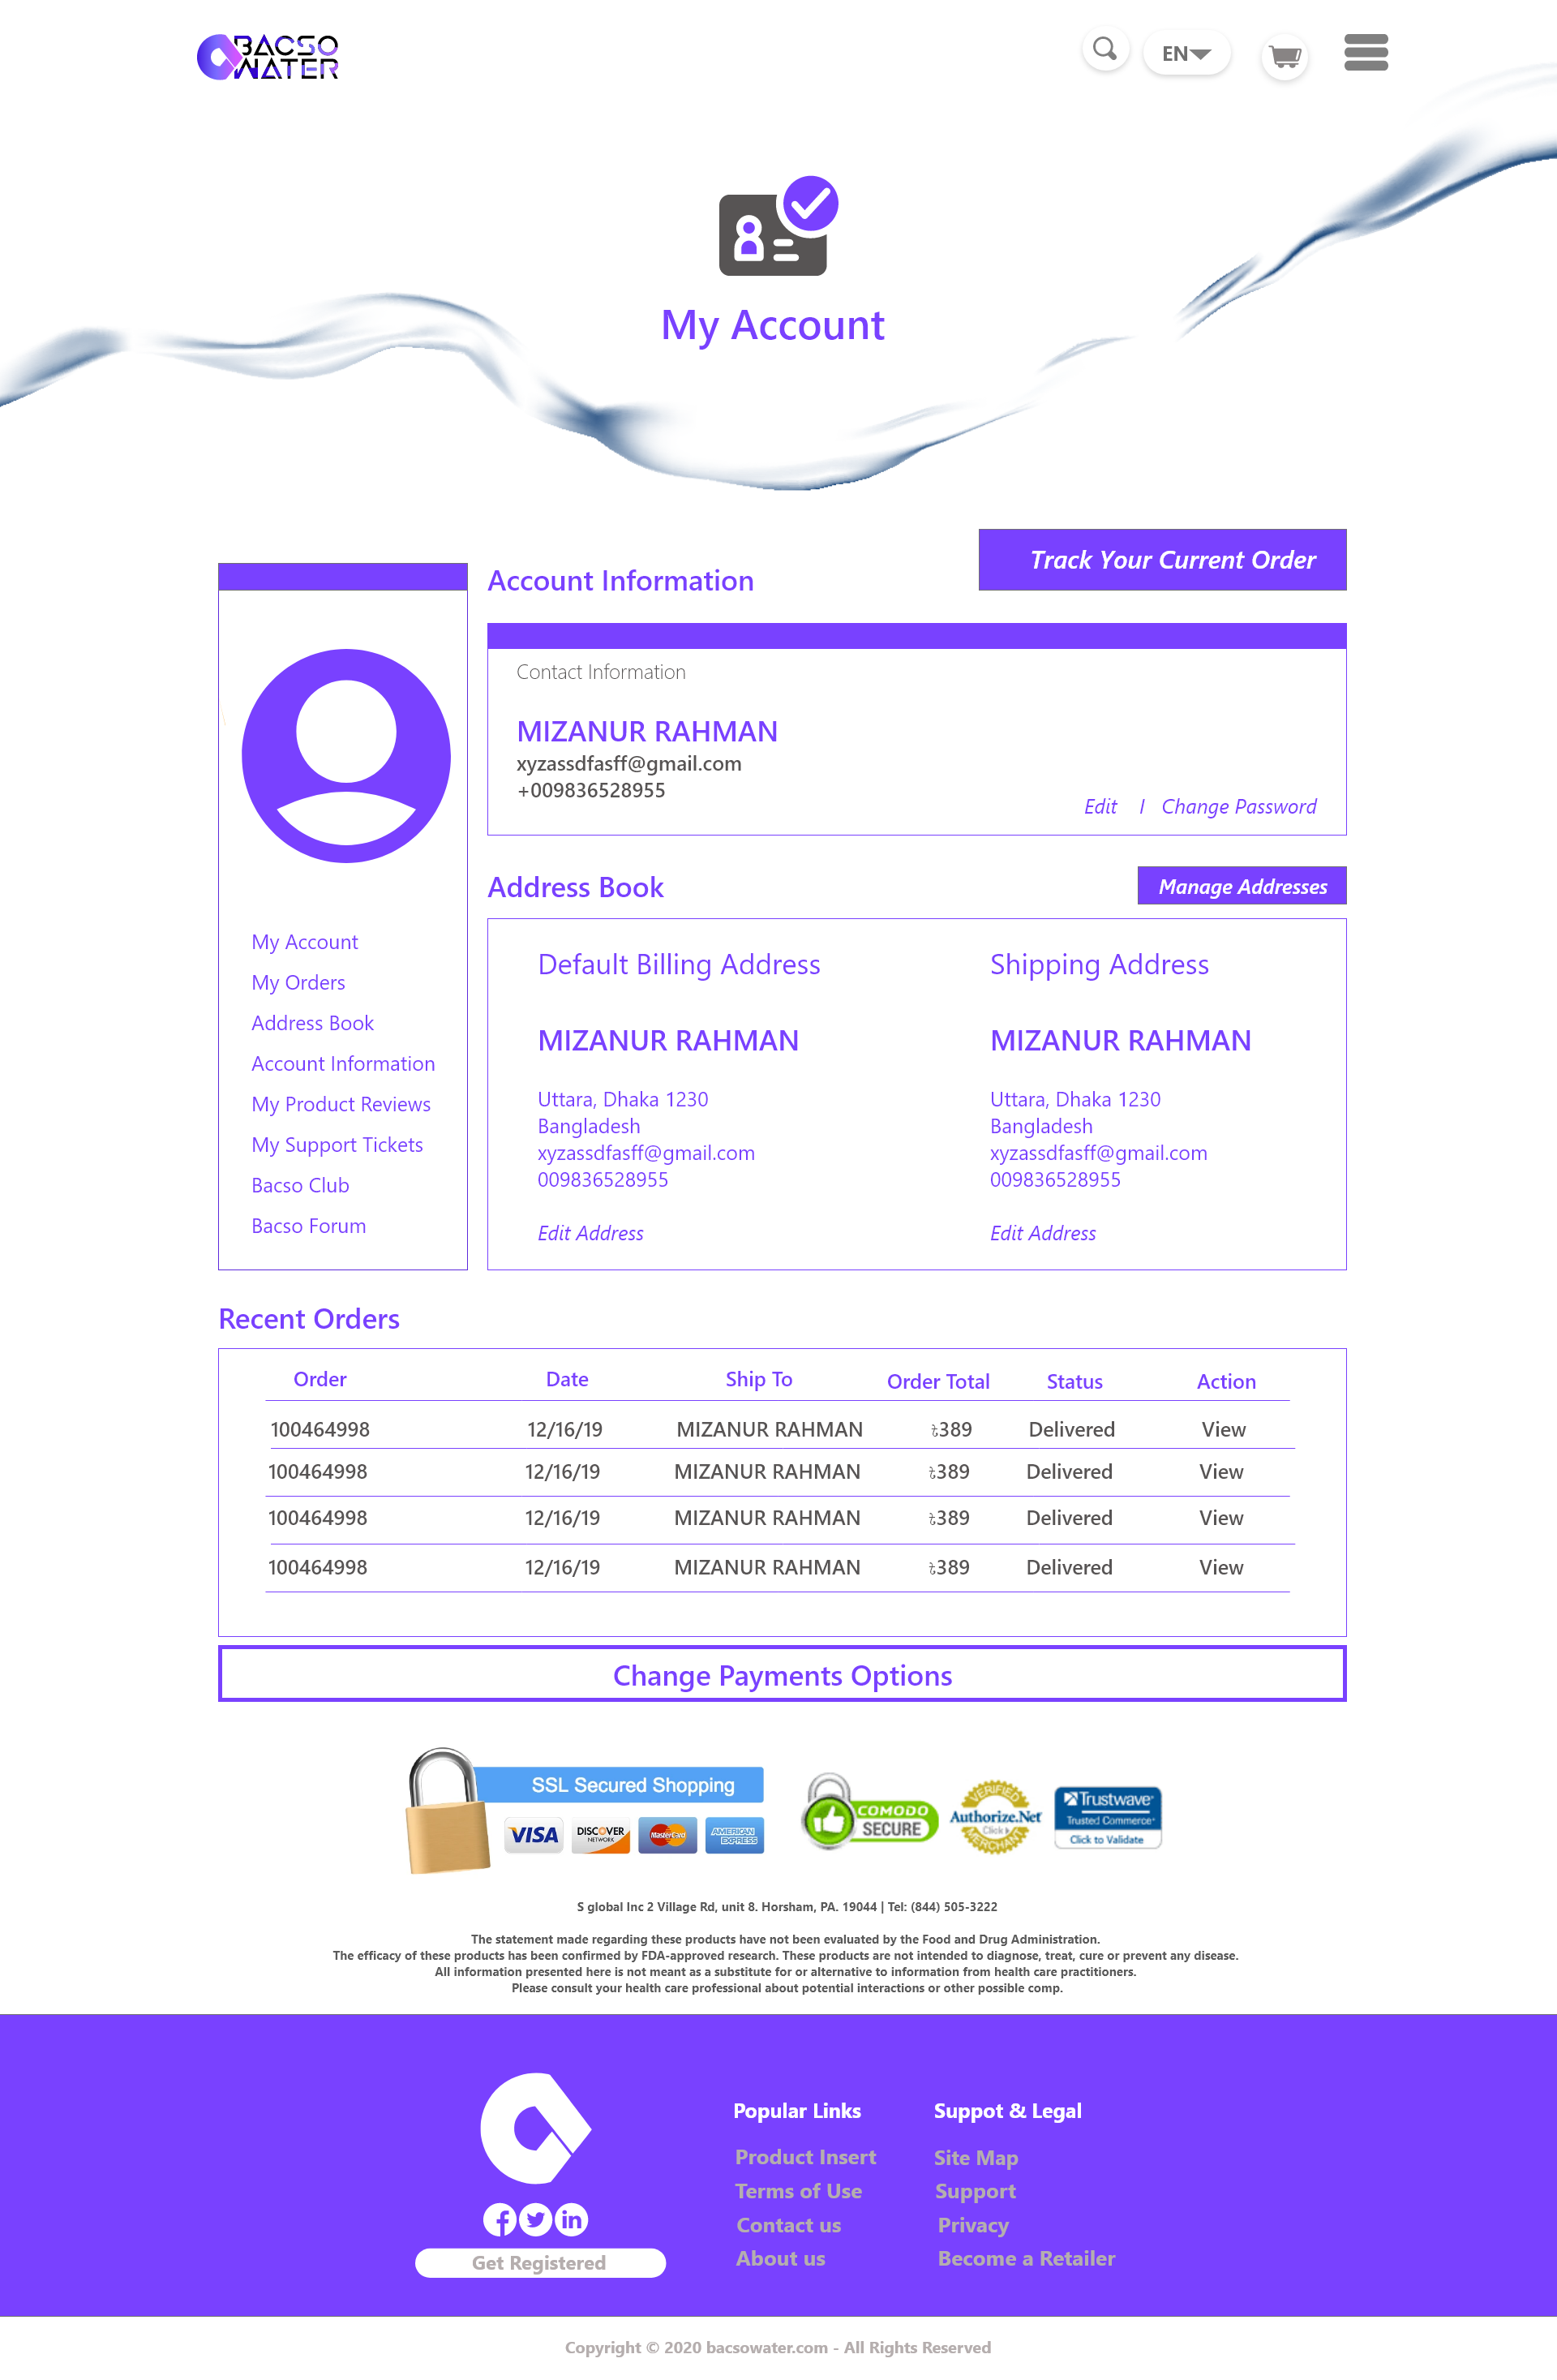 BACSO
WATER
EN
My Account
Track Your Current Order
Account Information
Contact Information
MIZANUR RAHMAN
xyzassdfasff@gmail.com
+009836528955
Edit I Change Password
My Account
My Orders
Address Book
Account Information
My Product Reviews
My Support Tickets
Bacso Club
Bacso Forum
Address Book
Manage Addresses
Default Billing Address
MIZANUR RAHMAN
Uttara, Dhaka 1230
Bangladesh
xyzassdfasff@gmail.com
009836528955
Edit Address
Shipping Address
MIZANUR RAHMAN
Uttara, Dhaka 1230
Bangladesh
xyzassdfasff@gmail.com
009836528955
Edit Address
Recent Orders
Order Date Ship To Order Total Status Action
100464998 12/16/19 MIZANUR RAHMAN ৳389 Delivered View
100464998 12/16/19 MIZANUR RAHMAN ৳389 Delivered View
100464998 12/16/19 MIZANUR RAHMAN ৳389 Delivered View
100464998 12/16/19 MIZANUR RAHMAN ৳389 Delivered View
Change Payments Options
SSL Secured Shopping
VISA
DISCOVER
NETWORK
MasterCard
AMERICAN
EXPRESS
COMODO
SECURE
VERIFIED
Authorize.Net
Click
MERCHANT
Trustwave
Trusted Commerce
Click to Validate
S global Inc 2 Village Rd, unit 8. Horsham, PA. 19044 | Tel: (844) 505-3222
The statement made regarding these products have not been evaluated by the Food and Drug Administration.
The efficacy of these products has been confirmed by FDA-approved research. These products are not intended to diagnose, treat, cure or prevent any disease.
All information presented here is not meant as a substitute for or alternative to information from health care practitioners.
Please consult your health care professional about potential interactions or other possible comp.
in
Get Registered
Popular Links
Product Insert
Terms of Use
Contact us
About us
Suppot & Legal
Site Map
Support
Privacy
Become a Retailer
Copyright © 2020 bacsowater.com - All Rights Reserved